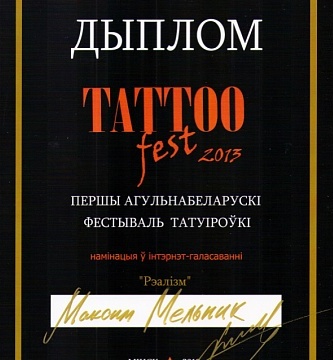 ДЫПЛОМ
TATTOO
fest 2013
ПЕРШЫ АГУЛЬНАБЕЛАРУСКІ
ФЕСТЫВАЛЬ ТАТУІРОЎКІ
намінацыя ў інтэрнэт-галасаванні
"Рэалізм"
Максим Мельник